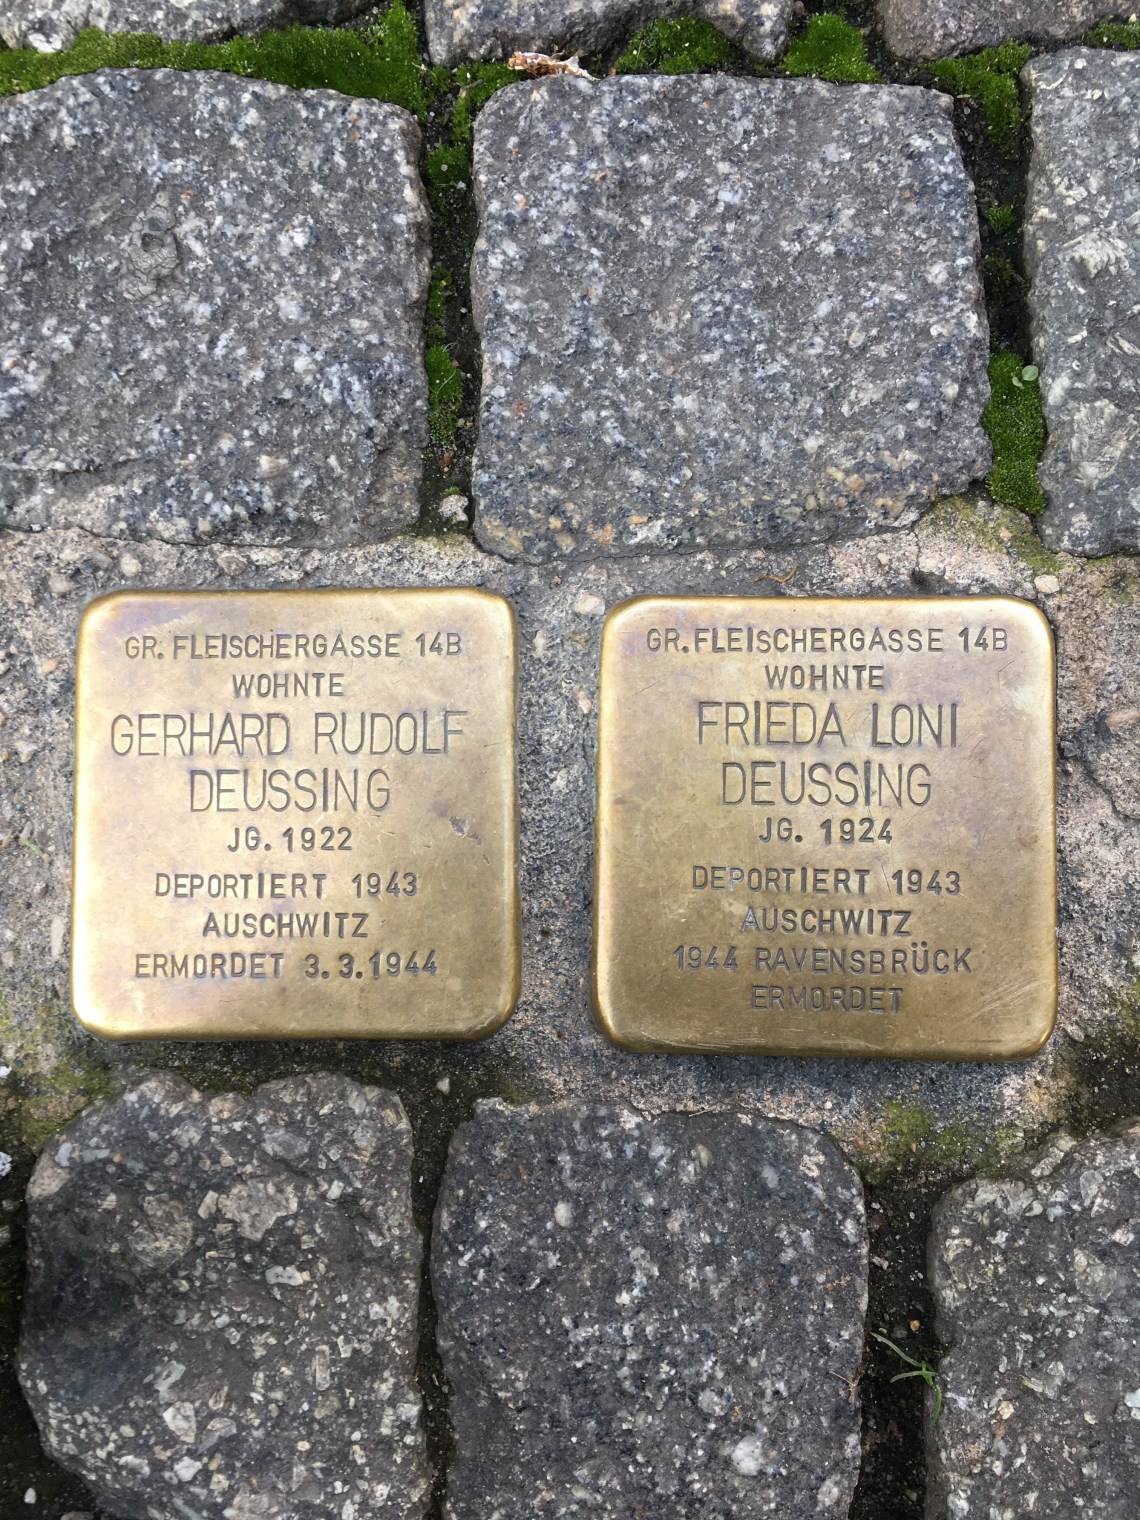 GR. FLEISCHERGASSE 14B
WOHNTE
GERHARD RUDOLF
DEUSSING
JG. 1922
DEPORTIERT 1943
AUSCHWITZ
ERMORDET 3.3.1944
GR. FLEISCHERGASSE 14B
WOHNTE
FRIEDA LONI
DEUSSING
JG. 1924
DEPORTIERT 1943
AUSCHWITZ
1944 RAVENSBRÜCK
ERMORDET